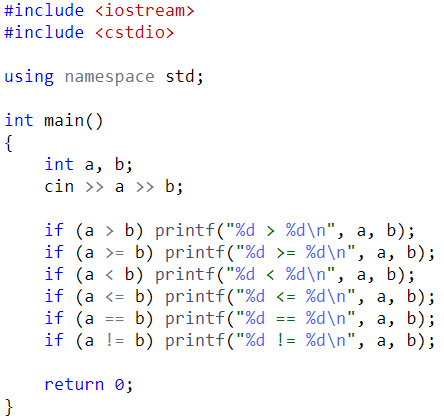 #include <iostream>
#include <cstdio>
using namespace std;
int main()
{
    int a, b;
    cin >> a >> b;
    if (a > b) printf("%d > %d\n", a, b);
    if (a >= b) printf("%d >= %d\n", a, b);
    if (a < b) printf("%d < %d\n", a, b);
    if (a <= b) printf("%d <= %d\n", a, b);
    if (a == b) printf("%d == %d\n", a, b);
    if (a != b) printf("%d != %d\n", a, b);
    return 0;
}